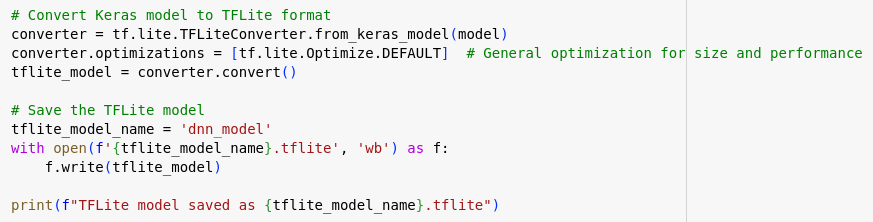 # Convert Keras model to TFLite format
converter = tf.lite.TFLiteConverter.from_keras_model(model)
converter.optimizations = [tf.lite.Optimize.DEFAULT]  # General optimization for size and performance
tflite_model = converter.convert()

# Save the TFLite model
tflite_model_name = 'dnn_model'
with open(f'{tflite_model_name}.tflite', 'wb') as f:
    f.write(tflite_model)

print(f"TFLite model saved as {tflite_model_name}.tflite")